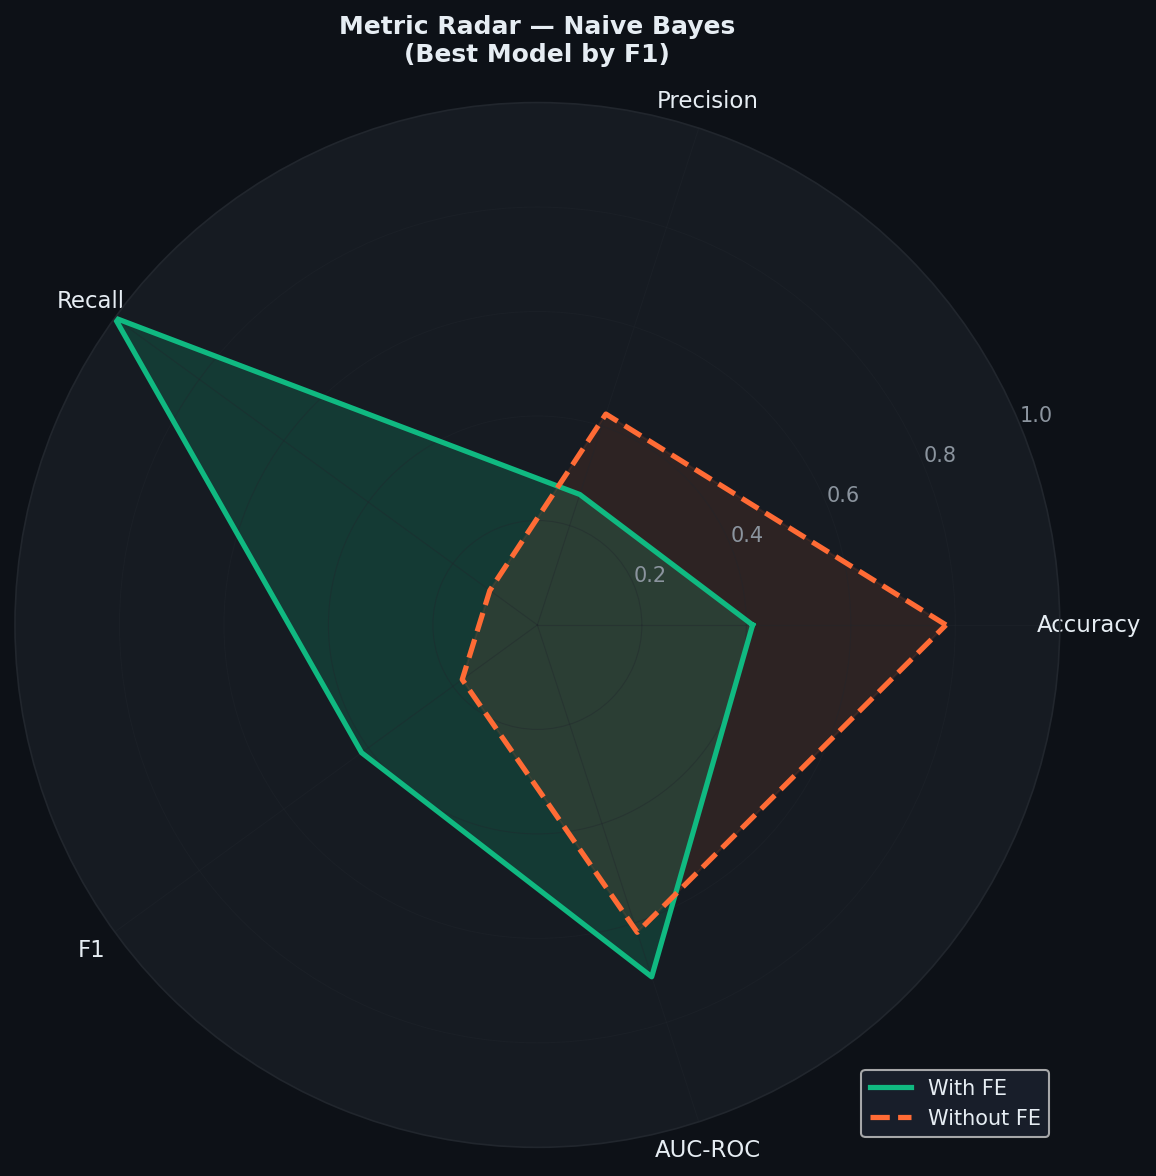 Metric Radar — Naive Bayes
(Best Model by F1)
Precision
Recall
1.0
0.8
0.6
0.4
0.2
Accuracy
F1
AUC-ROC
With FE
Without FE